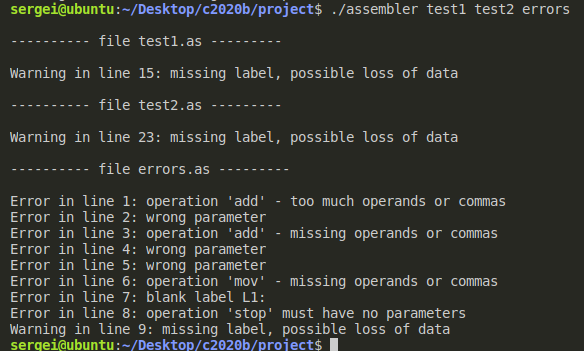 sergei@ubuntu:~/Desktop/c2020b/project$ ./assembler test1 test2 errors
---------- file test1.as ---------
Warning in line 15: missing label, possible loss of data
---------- file test2.as ---------
Warning in line 23: missing label, possible loss of data
---------- file errors.as ---------
Error in line 1: operation 'add' - too much operands or commas
Error in line 2: wrong parameter
Error in line 3: operation 'add' - missing operands or commas
Error in line 4: wrong parameter
Error in line 5: wrong parameter
Error in line 6: operation 'mov' - missing operands or commas
Error in line 7: blank label L1:
Error in line 8: operation 'stop' must have no parameters
Warning in line 9: missing label, possible loss of data
sergei@ubuntu:~/Desktop/c2020b/project$